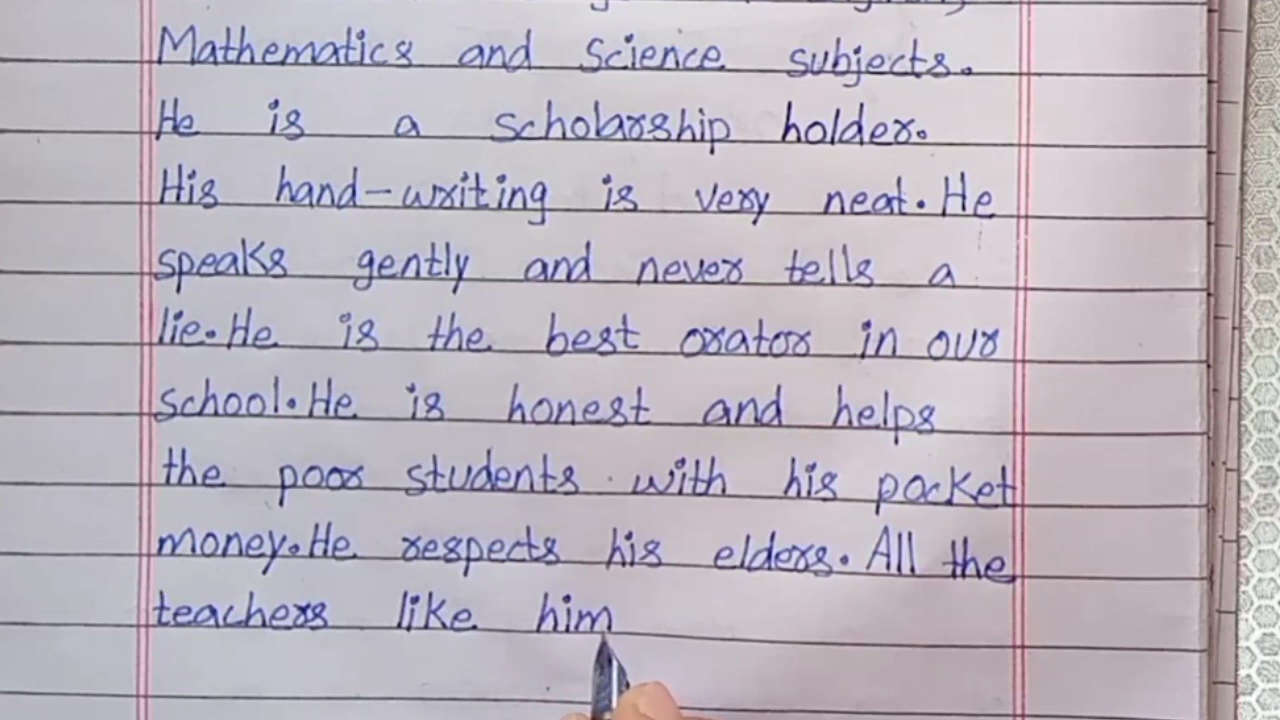 Mathematics and Science subjects.
He is a scholarship holder.
His hand-writing is very neat. He
speaks gently and never tells a
lie. He is the best orator in our
school. He is honest and helps
the poor students with his pocket
money. He respects his elders. All the
teachers like him